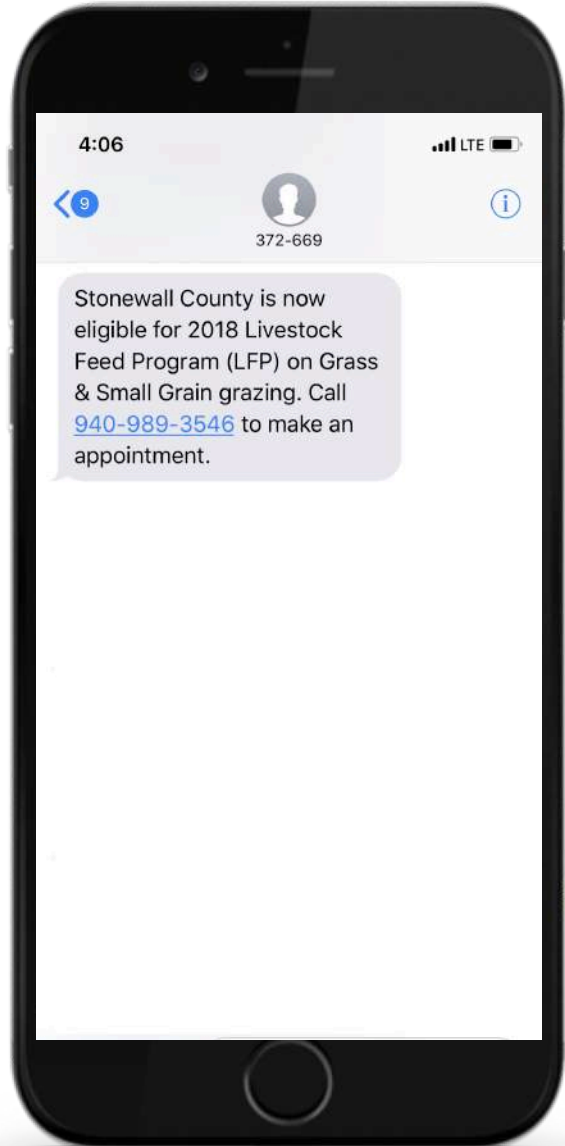 4:06 LTE
9
372-669
Stonewall County is now
eligible for 2018 Livestock
Feed Program (LFP) on Grass
& Small Grain grazing. Call
940-989-3546 to make an
appointment.